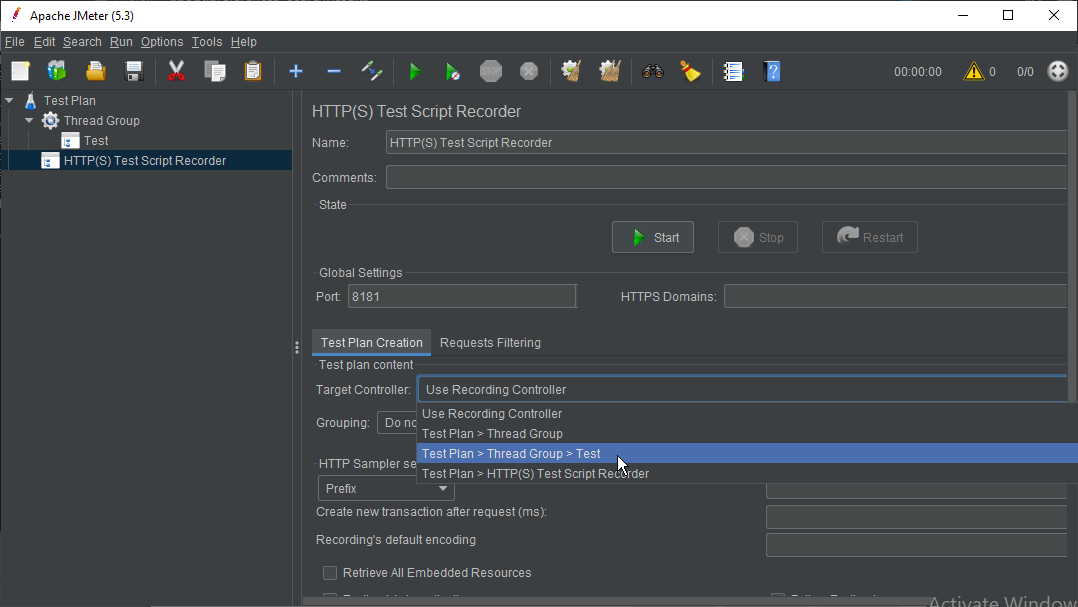 Apache JMeter (5.3)
File Edit Search Run Options Tools Help
STOP
00:00:00 0 0/0
Test Plan
Thread Group
Test
HTTP(S) Test Script Recorder
HTTP(S) Test Script Recorder
Name: HTTP(S) Test Script Recorder
Comments:
State
Start Stop Restart
Global Settings
Port: 8181 HTTPS Domains:
Test Plan Creation Requests Filtering
Test plan content
Target Controller: Use Recording Controller
Use Recording Controller
Grouping: Do no
Test Plan > Thread Group
Test Plan > Thread Group > Test
HTTP Sampler se
Test Plan > HTTP(S) Test Script Recorder
Prefix
Create new transaction after request (ms):
Recording's default encoding
Retrieve All Embedded Resources
Activate Window